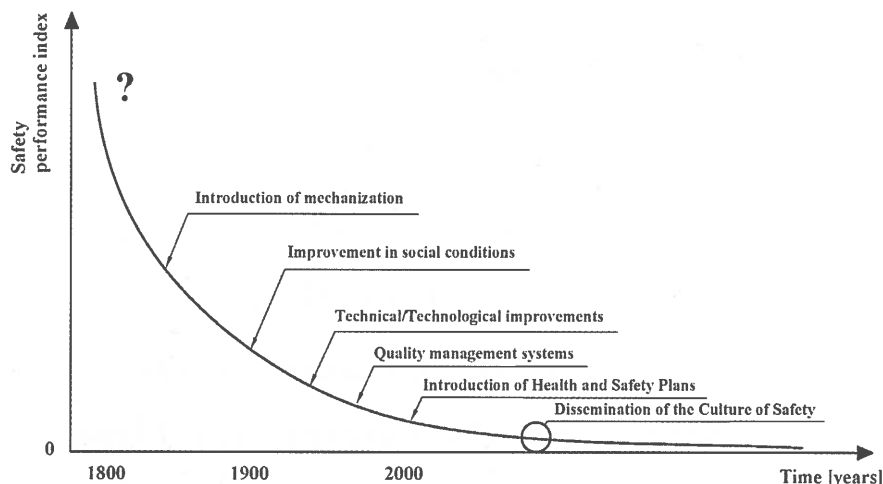 Safety
performance index
?
Introduction of mechanization
Improvement in social conditions
Technical/Technological improvements
Quality management systems
Introduction of Health and Safety Plans
Dissemination of the Culture of Safety
0
1800 1900 2000 Time [years]